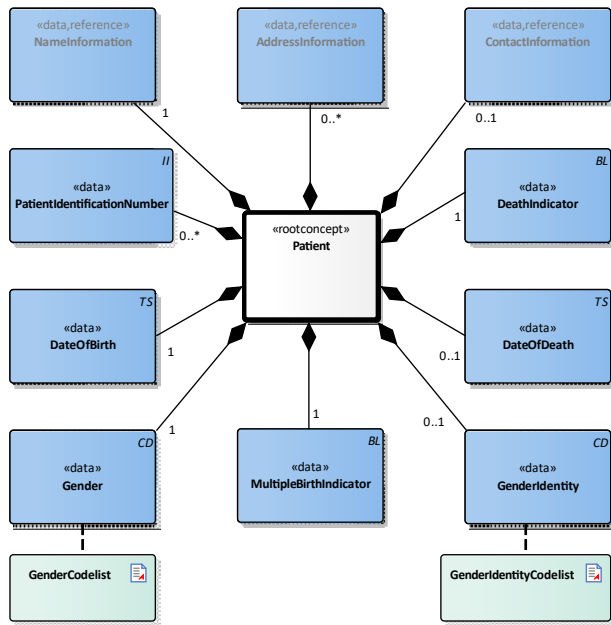 «data,reference»
NameInformation
«data,reference»
AddressInformation
«data,reference»
ContactInformation
1
0..*
0..1
II
«data»
PatientIdentificationNumber
0..*
«rootconcept»
Patient
BL
«data»
DeathIndicator
1
TS
«data»
DateOfBirth
1
TS
«data»
DateOfDeath
0..1
CD
«data»
Gender
1
BL
«data»
MultipleBirthIndicator
1
CD
«data»
GenderIdentity
0..1
GenderCodelist
GenderIdentityCodelist